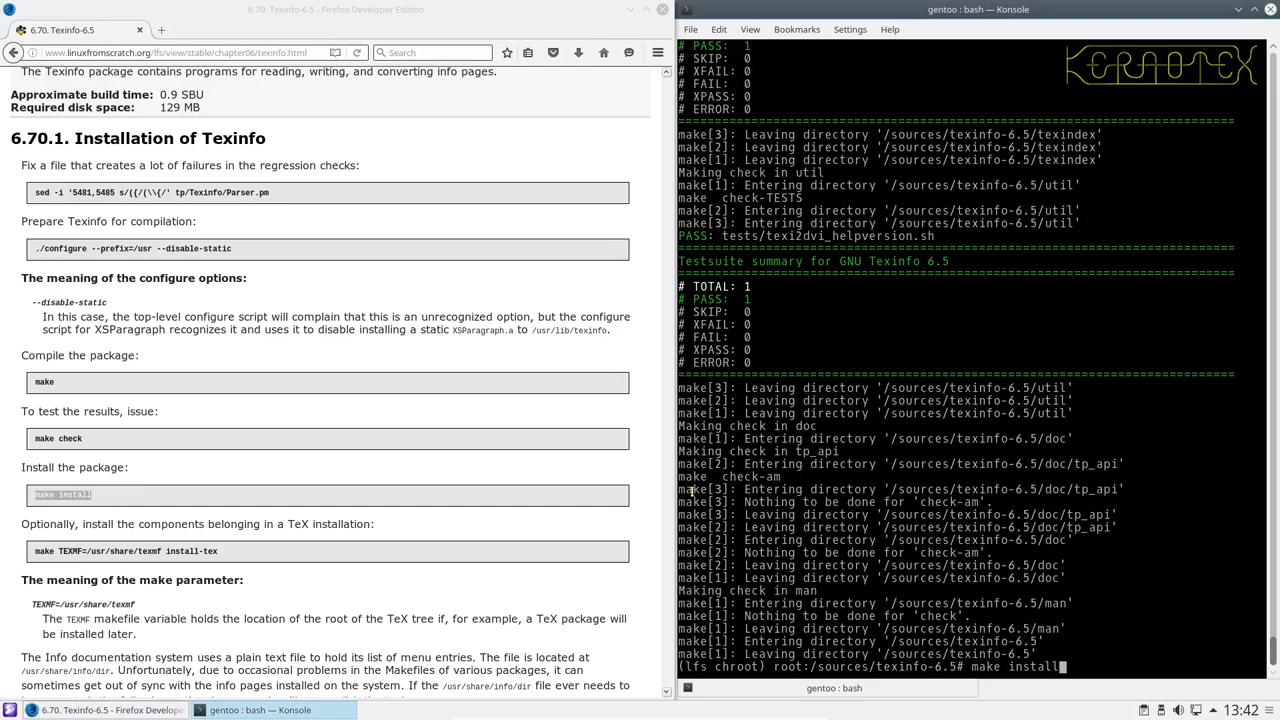 6.70. Texinfo-6.5 - Firefox Developer Edition
6.70. Texinfo-6.5
www.linuxfromscratch.org/lfs/view/stable/chapter06/texinfo.html
Search
The Texinfo package contains programs for reading, writing, and converting info pages.
Approximate build time: 0.9 SBU
Required disk space: 129 MB
6.70.1. Installation of Texinfo
Fix a file that creates a lot of failures in the regression checks:
sed -i '5481,5485 s/({/(\\{/' tp/Texinfo/Parser.pm
Prepare Texinfo for compilation:
./configure --prefix=/usr --disable-static
The meaning of the configure options:
--disable-static
In this case, the top-level configure script will complain that this is an unrecognized option, but the configure
script for XSParagraph recognizes it and uses it to disable installing a static XSParagraph.a to /usr/lib/texinfo.
Compile the package:
make
To test the results, issue:
make check
Install the package:
make install
Optionally, install the components belonging in a TeX installation:
make TEXMF=/usr/share/texmf install-tex
The meaning of the make parameter:
TEXMF=/usr/share/texmf
The TEXMF makefile variable holds the location of the root of the TeX tree if, for example, a TeX package will
be installed later.
The Info documentation system uses a plain text file to hold its list of menu entries. The file is located at
/usr/share/info/dir. Unfortunately, due to occasional problems in the Makefiles of various packages, it can
sometimes get out of sync with the info pages installed on the system. If the /usr/share/info/dir file ever needs to
gentoo : bash — Konsole
File Edit View Bookmarks Settings Help
KERNOTEX
# PASS: 1
# SKIP: 0
# XFAIL: 0
# FAIL: 0
# XPASS: 0
# ERROR: 0
============================================================================
make[3]: Leaving directory '/sources/texinfo-6.5/texindex'
make[2]: Leaving directory '/sources/texinfo-6.5/texindex'
make[1]: Leaving directory '/sources/texinfo-6.5/texindex'
Making check in util
make[1]: Entering directory '/sources/texinfo-6.5/util'
make  check-TESTS
make[2]: Entering directory '/sources/texinfo-6.5/util'
make[3]: Entering directory '/sources/texinfo-6.5/util'
PASS: tests/texi2dvi_helpversion.sh
============================================================================
Testsuite summary for GNU Texinfo 6.5
============================================================================
# TOTAL: 1
# PASS: 1
# SKIP: 0
# XFAIL: 0
# FAIL: 0
# XPASS: 0
# ERROR: 0
============================================================================
make[3]: Leaving directory '/sources/texinfo-6.5/util'
make[2]: Leaving directory '/sources/texinfo-6.5/util'
make[1]: Leaving directory '/sources/texinfo-6.5/util'
Making check in doc
make[1]: Entering directory '/sources/texinfo-6.5/doc'
Making check in tp_api
make[2]: Entering directory '/sources/texinfo-6.5/doc/tp_api'
make  check-am
make[3]: Entering directory '/sources/texinfo-6.5/doc/tp_api'
make[3]: Nothing to be done for 'check-am'.
make[3]: Leaving directory '/sources/texinfo-6.5/doc/tp_api'
make[2]: Leaving directory '/sources/texinfo-6.5/doc/tp_api'
make[2]: Entering directory '/sources/texinfo-6.5/doc'
make[2]: Nothing to be done for 'check-am'.
make[2]: Leaving directory '/sources/texinfo-6.5/doc'
make[1]: Leaving directory '/sources/texinfo-6.5/doc'
Making check in man
make[1]: Entering directory '/sources/texinfo-6.5/man'
make[1]: Nothing to be done for 'check'.
make[1]: Leaving directory '/sources/texinfo-6.5/man'
make[1]: Entering directory '/sources/texinfo-6.5'
make[1]: Leaving directory '/sources/texinfo-6.5'
(lfs chroot) root:/sources/texinfo-6.5# make install
gentoo : bash
6.70. Texinfo-6.5 - Firefox Develope
gentoo : bash — Konsole
13:42